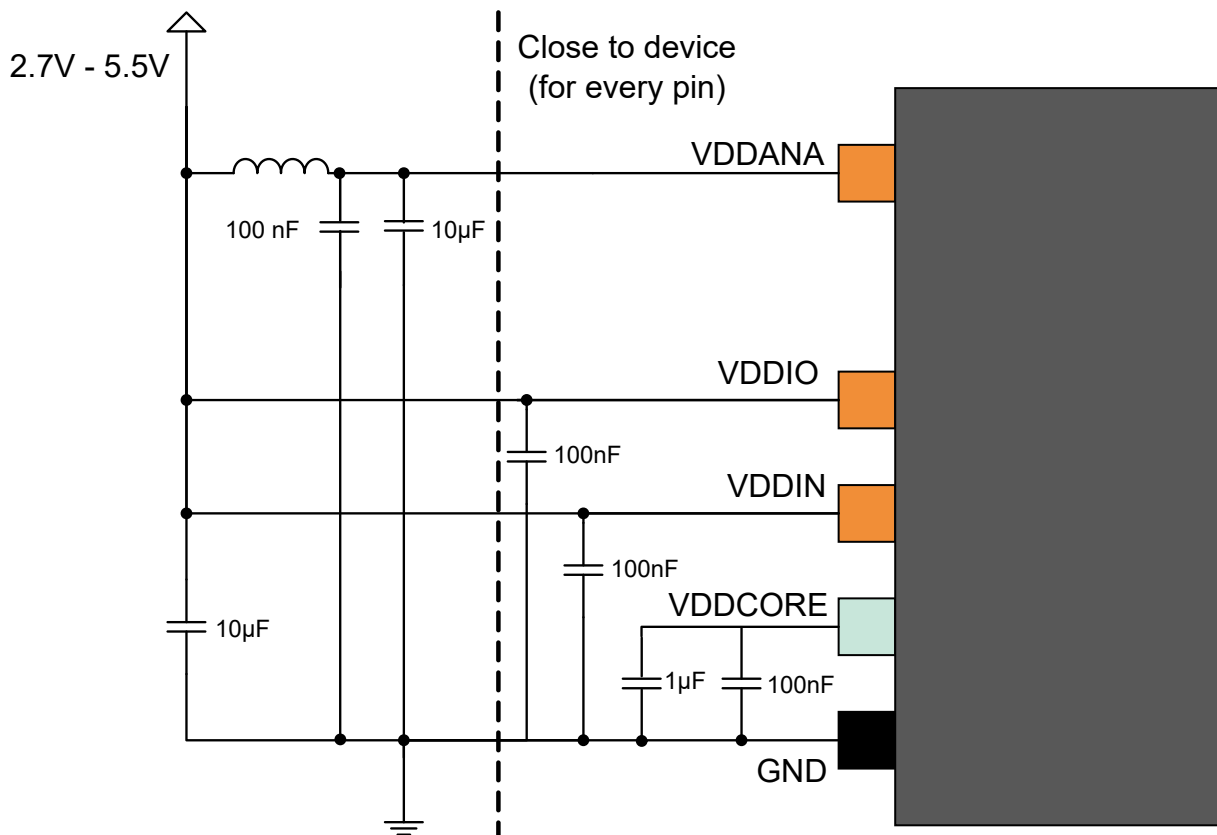 2.7V - 5.5V
Close to device
(for every pin)
VDDANA
100 nF
10µF
VDDIO
100nF
VDDIN
100nF
VDDCORE
10µF
1µF
100nF
GND